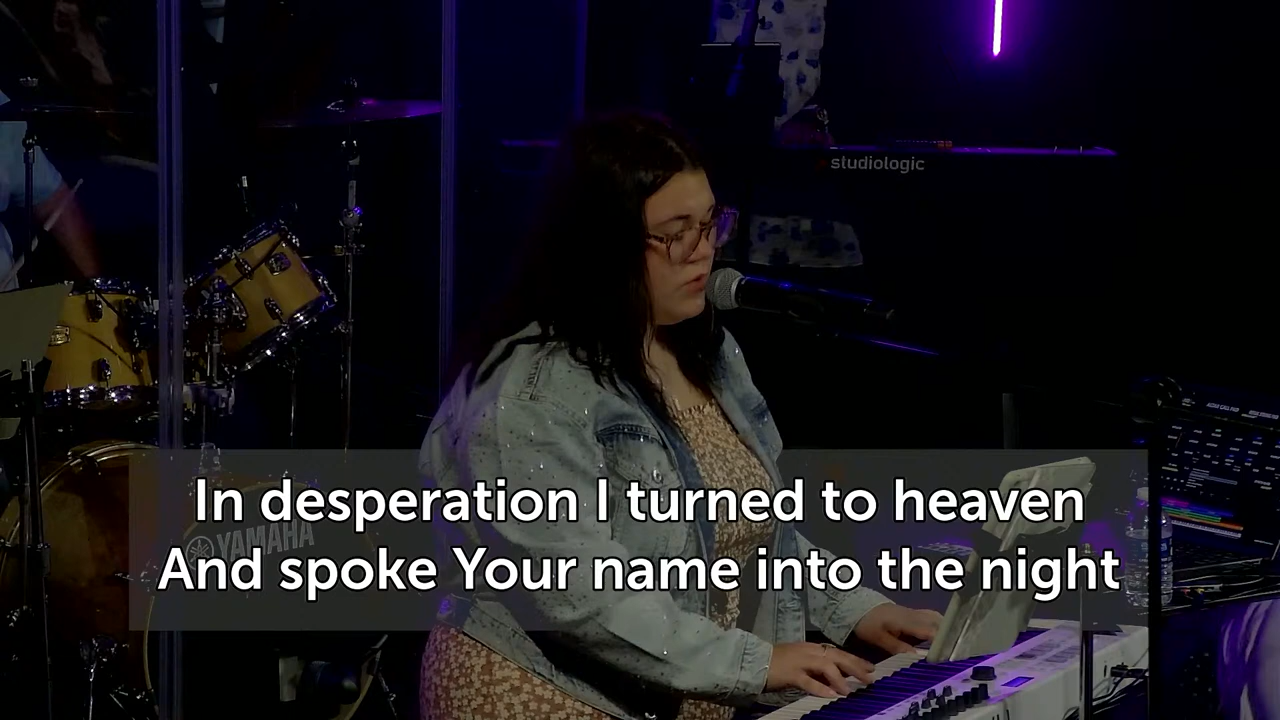 studiologic
In desperation I turned to heaven
YAMAHA
And spoke Your name into the night